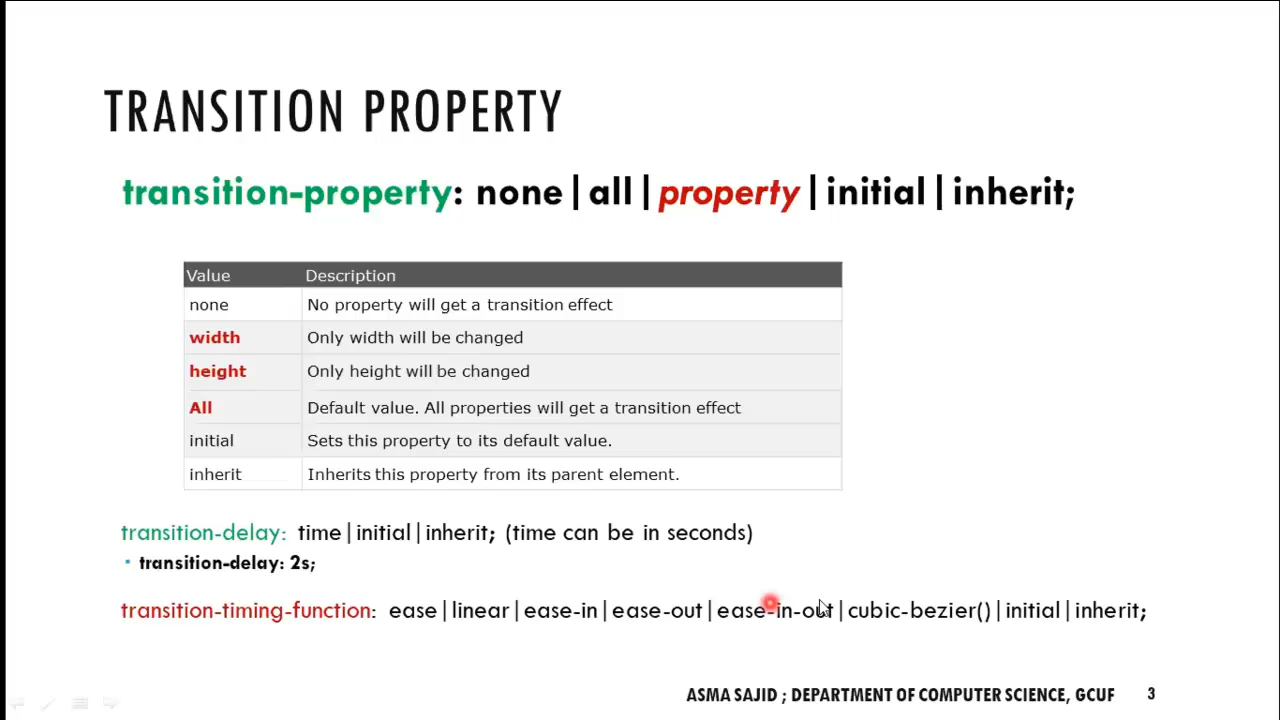 TRANSITION PROPERTY
transition-property: none|all|property|initial|inherit;
Value Description
none No property will get a transition effect
width Only width will be changed
height Only height will be changed
All Default value. All properties will get a transition effect
initial Sets this property to its default value.
inherit Inherits this property from its parent element.
transition-delay: time|initial|inherit; (time can be in seconds)
• transition-delay: 2s;
transition-timing-function: ease|linear|ease-in|ease-out|ease-in-out|cubic-bezier()|initial|inherit;
ASMA SAJID ; DEPARTMENT OF COMPUTER SCIENCE, GCUF 3